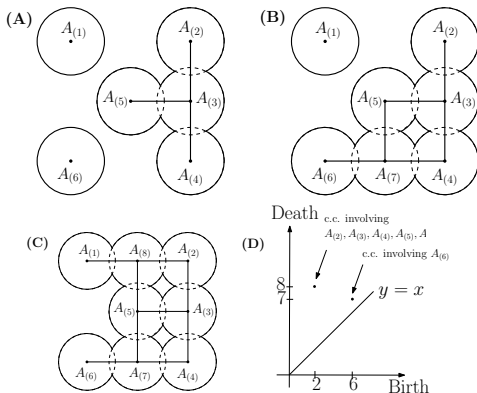 (A)
A(1)
A(2)
A(5)
A(3)
A(6)
A(4)
(B)
A(1)
A(2)
A(5)
A(3)
A(6)
A(7)
A(4)
(C)
A(1)
A(8)
A(2)
A(5)
A(3)
A(6)
A(7)
A(4)
(D)
Death
c.c. involving
A(2), A(3), A(4), A(5), A
c.c. involving A(6)
8
7
y = x
2
6
Birth